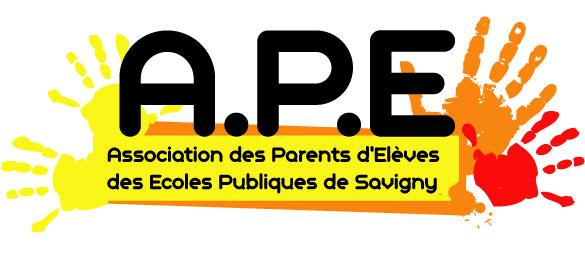 A.P.E
Association des Parents d'Elèves
des Ecoles Publiques de Savigny